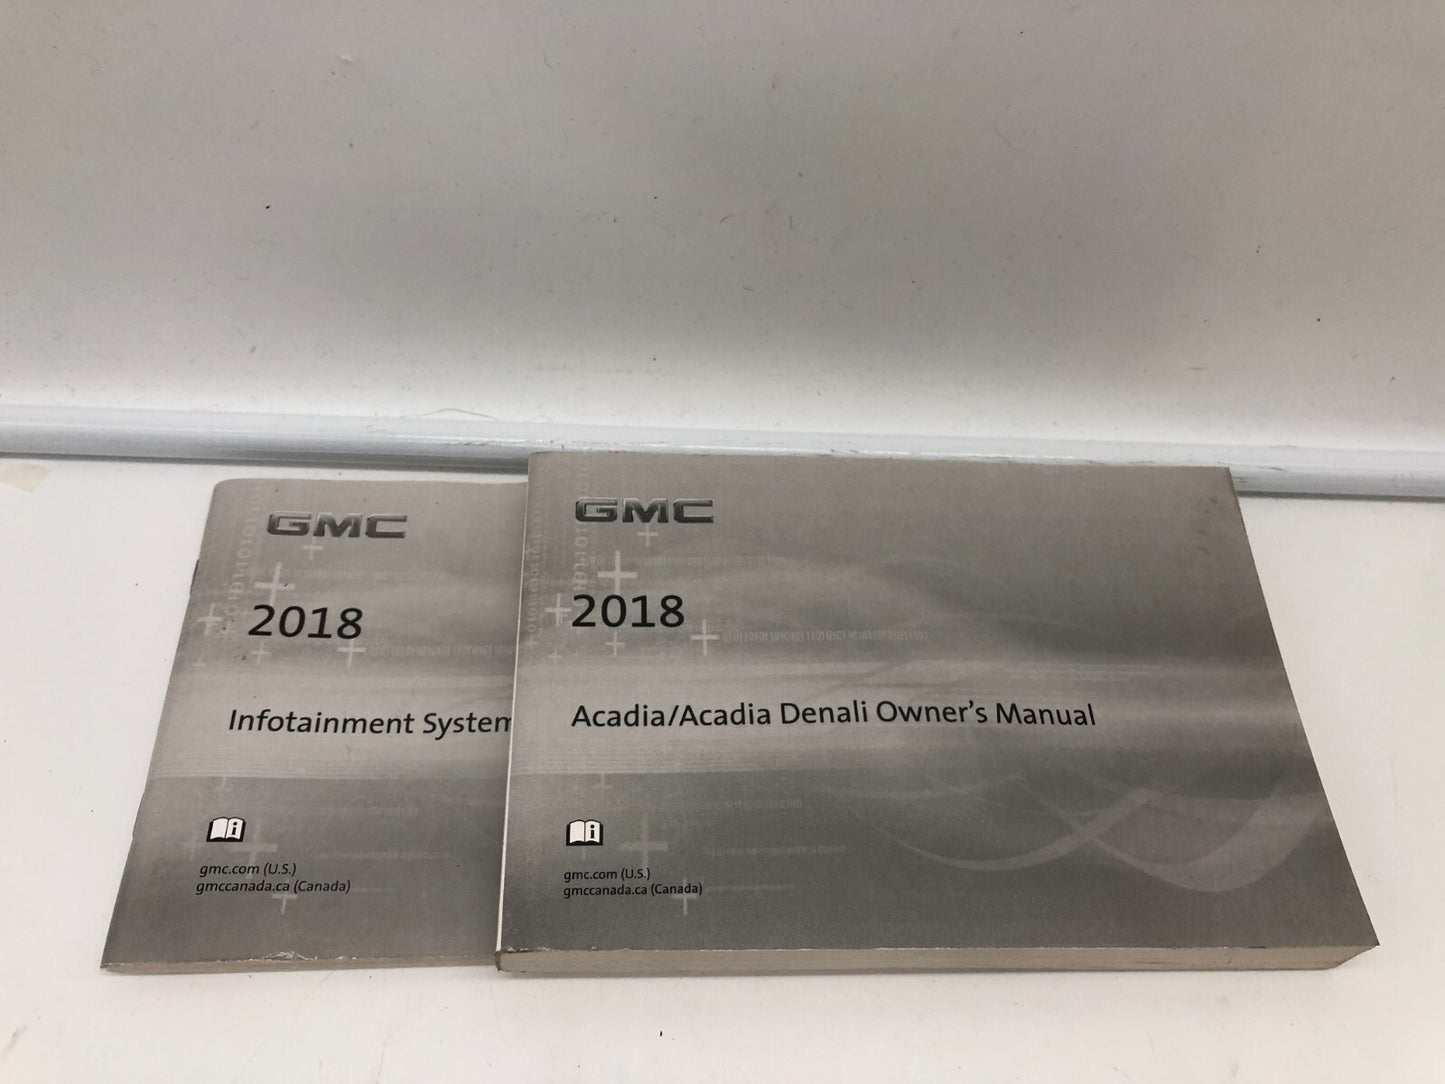 GMC
2018
Infotainment System
gmc.com (U.S.)
gmccanada.ca (Canada)
GMC
2018
Acadia/Acadia Denali Owner's Manual
i
gmc.com (U.S.)
gmccanada.ca (Canada)